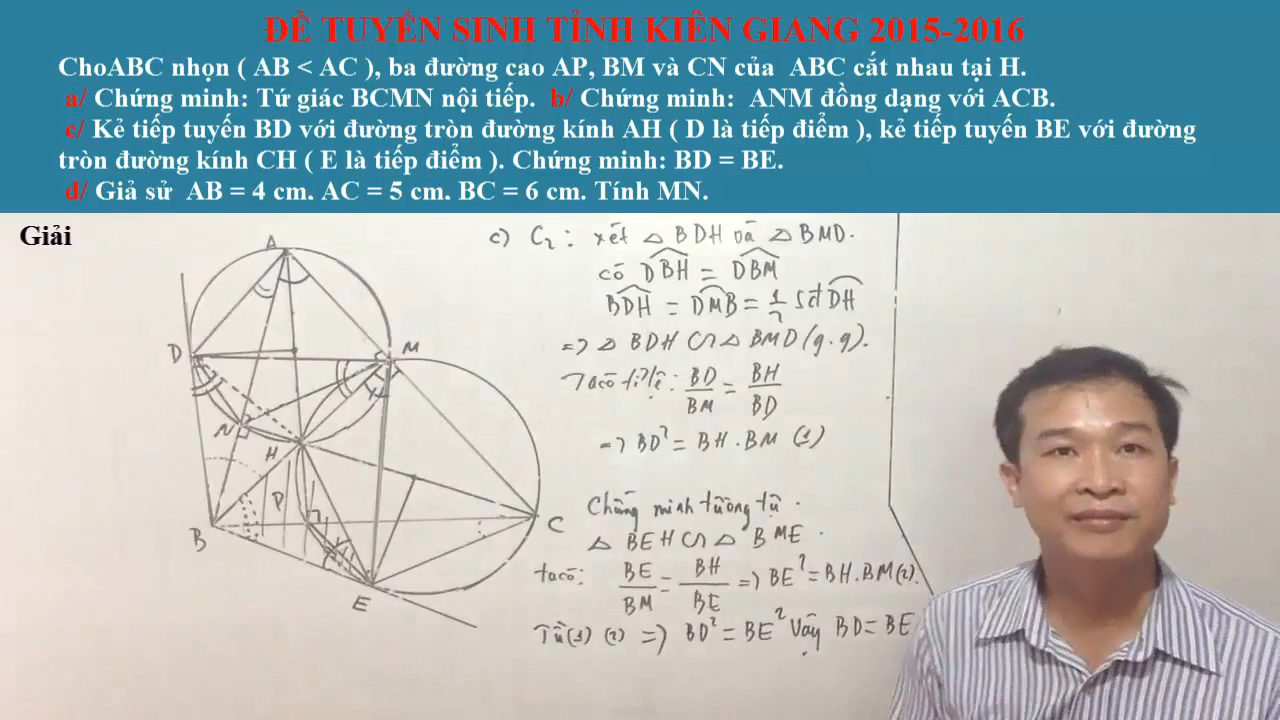 ĐỀ TUYỂN SINH TỈNH KIÊN GIANG 2015-2016
ChoABC nhọn ( AB < AC ), ba đường cao AP, BM và CN của ABC cắt nhau tại H.
a/ Chứng minh: Tứ giác BCMN nội tiếp. b/ Chứng minh: ANM đồng dạng với ACB.
c/ Kẻ tiếp tuyến BD với đường tròn đường kính AH ( D là tiếp điểm ), kẻ tiếp tuyến BE với đường
tròn đường kính CH ( E là tiếp điểm ). Chứng minh: BD = BE.
d/ Giả sử AB = 4 cm. AC = 5 cm. BC = 6 cm. Tính MN.
Giải
c) C2: xét △ BDH và △ BMD.
có DBH = DBM
BDH = DMB = 1/2 sđ DH
=> △ BDH ∽ △ BMD (g.g).
Ta có tỉ lệ: BD/BM = BH/BD
=> BD² = BH.BM (1)
Chứng minh tương tự.
△ BEH ∽ △ BME.
ta có: BE/BM = BH/BE => BE² = BH.BM (2).
Từ (1) (2) => BD² = BE² Vậy BD = BE
A
D
M
N
H
P
B
C
E